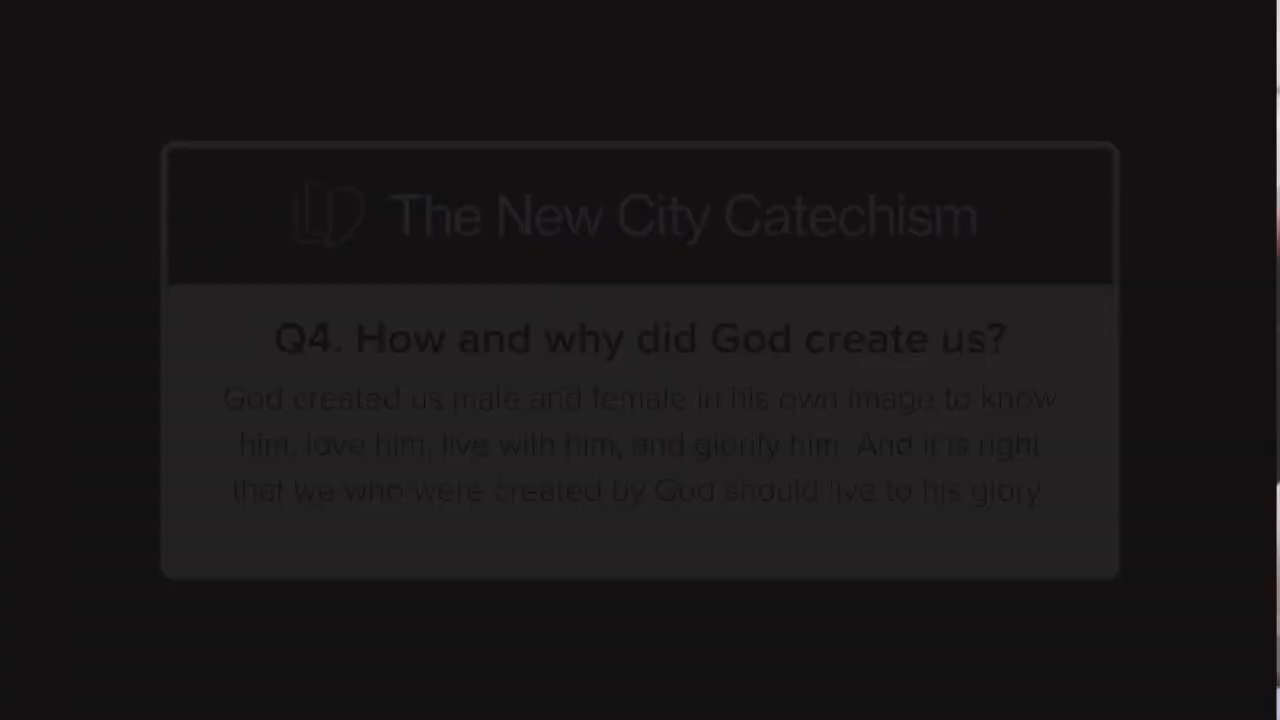 The New City Catechism
Q4. How and why did God create us?
God created us male and female in his own image to know
him, love him, live with him, and glorify him. And it is right
that we who were created by God should live to his glory